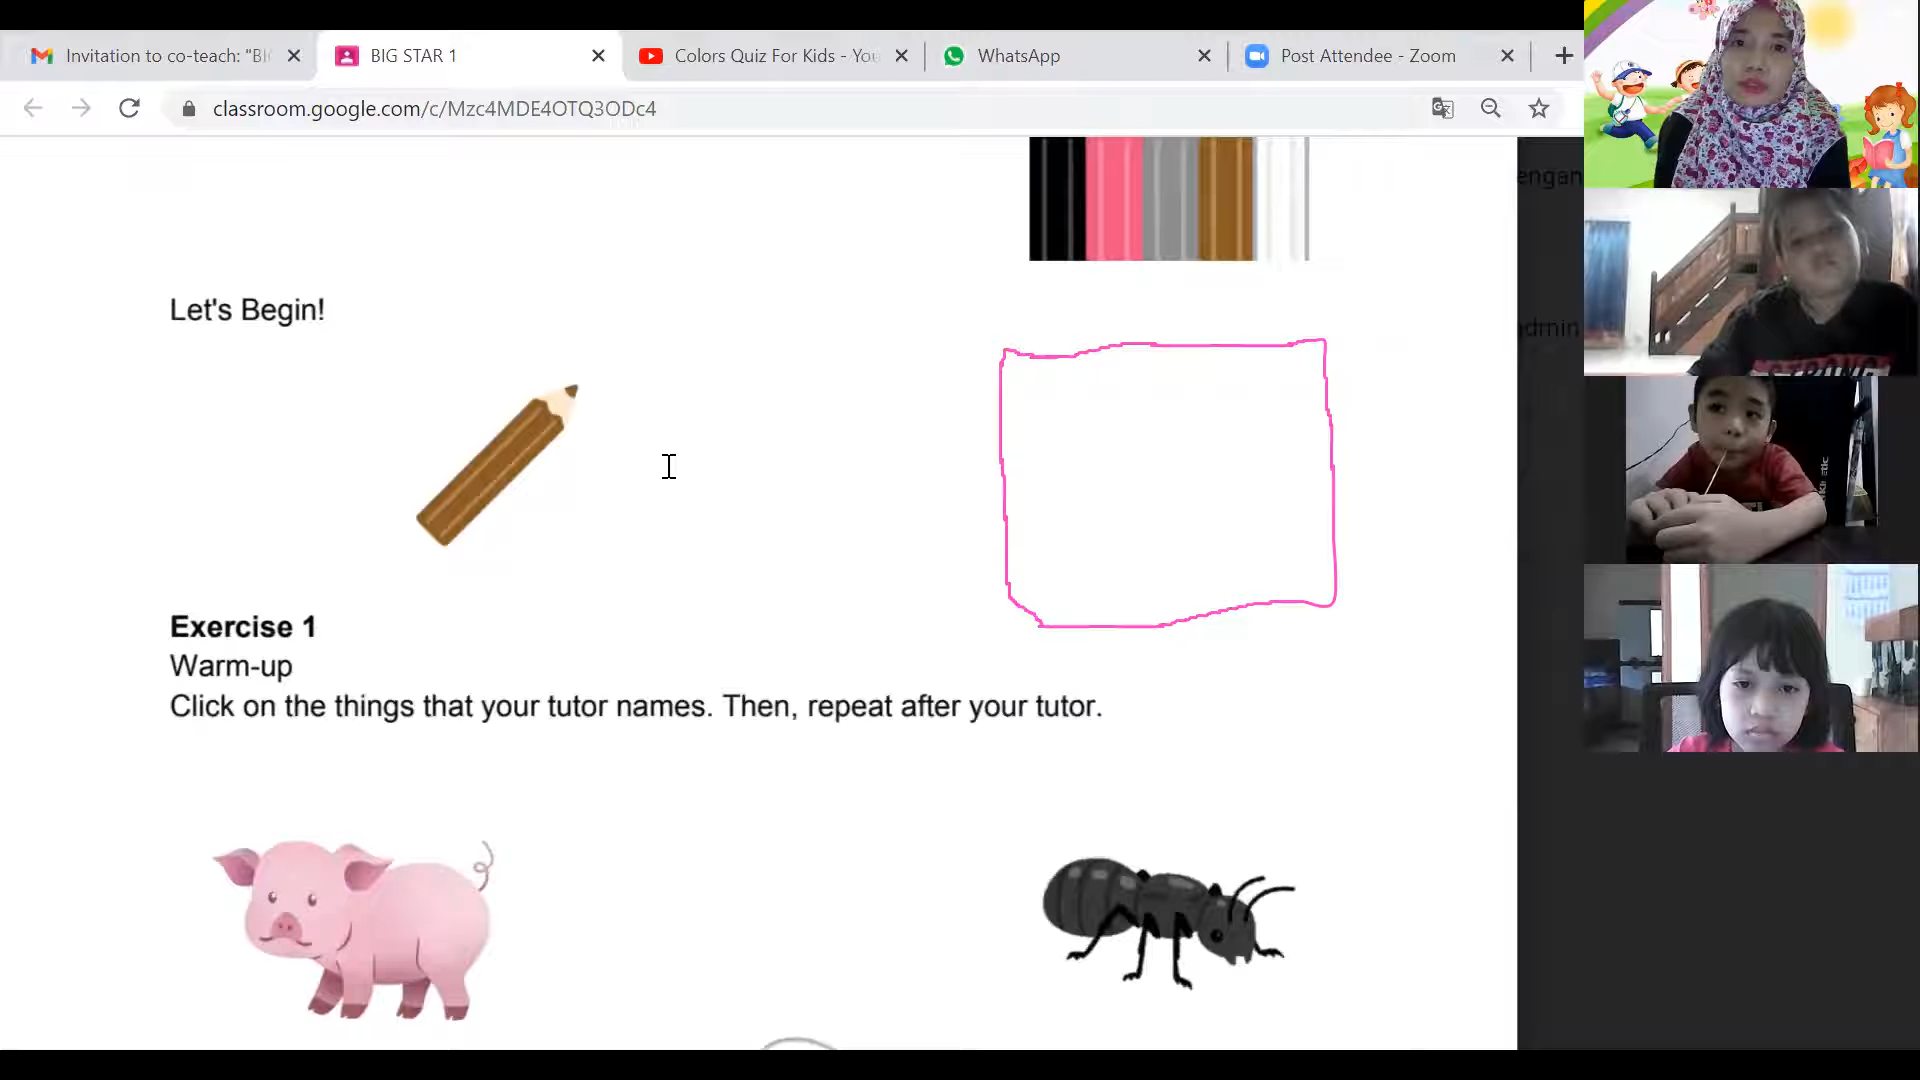 Invitation to co-teach: "BI
BIG STAR 1
Colors Quiz For Kids - You
WhatsApp
Post Attendee - Zoom
classroom.google.com/c/Mzc4MDE4OTQ3ODc4
engan
admin
Let's Begin!
Exercise 1
Warm-up
Click on the things that your tutor names. Then, repeat after your tutor.
STRONG